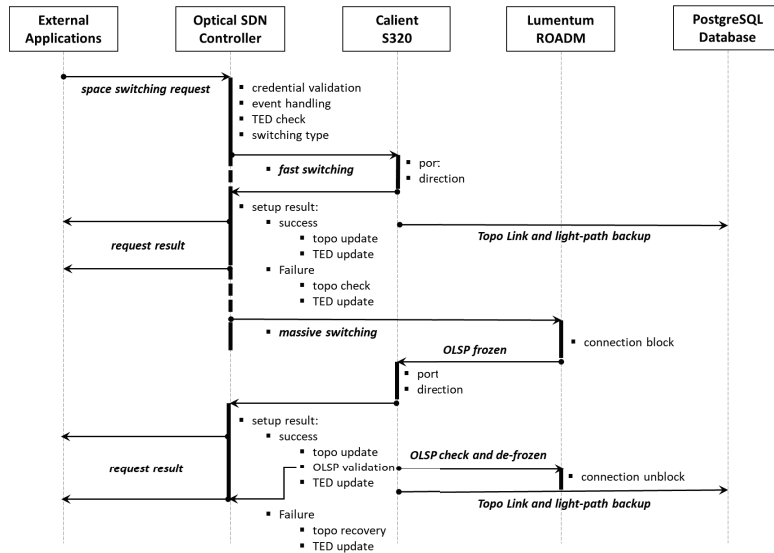 External
Applications
Optical SDN
Controller
Calient
S320
Lumentum
ROADM
PostgreSQL
Database
space switching request
▪ credential validation
▪ event handling
▪ TED check
▪ switching type
▪ fast switching
▪ port
▪ direction
▪ setup result:
▪ success
▪ topo update
▪ TED update
▪ Failure
▪ topo check
▪ TED update
request result
Topo Link and light-path backup
▪ massive switching
▪ connection block
OLSP frozen
▪ port
▪ direction
▪ setup result:
▪ success
▪ topo update
▪ OLSP validation
▪ TED update
▪ Failure
▪ topo recovery
▪ TED update
request result
OLSP check and de-frozen
▪ connection unblock
Topo Link and light-path backup